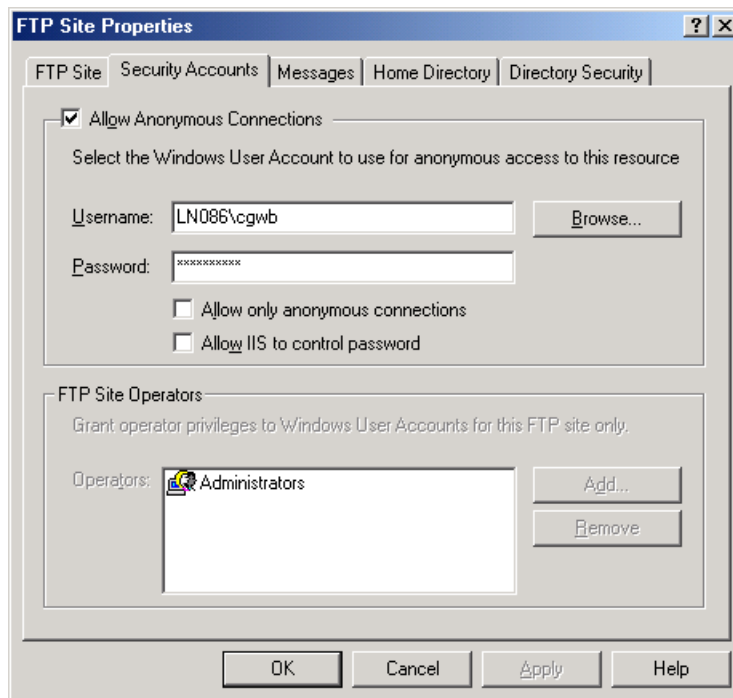 FTP Site Properties
FTP Site Security Accounts Messages Home Directory Directory Security
Allow Anonymous Connections
Select the Windows User Account to use for anonymous access to this resource
Username: LN086\cgwb Browse...
Password: **********
Allow only anonymous connections
Allow IIS to control password
FTP Site Operators
Grant operator privileges to Windows User Accounts for this FTP site only.
Operators: Administrators Add...
Remove
OK Cancel Apply Help